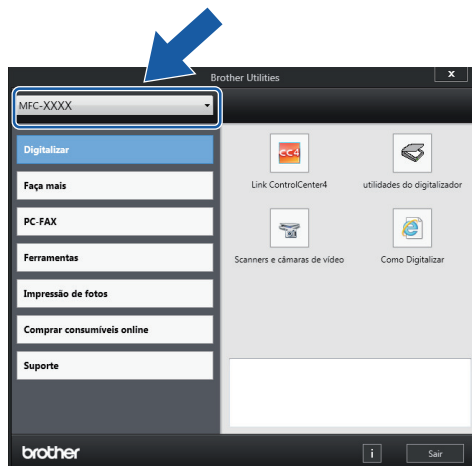 Brother Utilities
x
MFC-XXXX
Digitalizar
Faça mais
PC-FAX
Ferramentas
Impressão de fotos
Comprar consumíveis online
Suporte
CC4
Link ControlCenter4
utilidades do digitalizador
Scanners e câmaras de vídeo
Como Digitalizar
brother
i
Sair